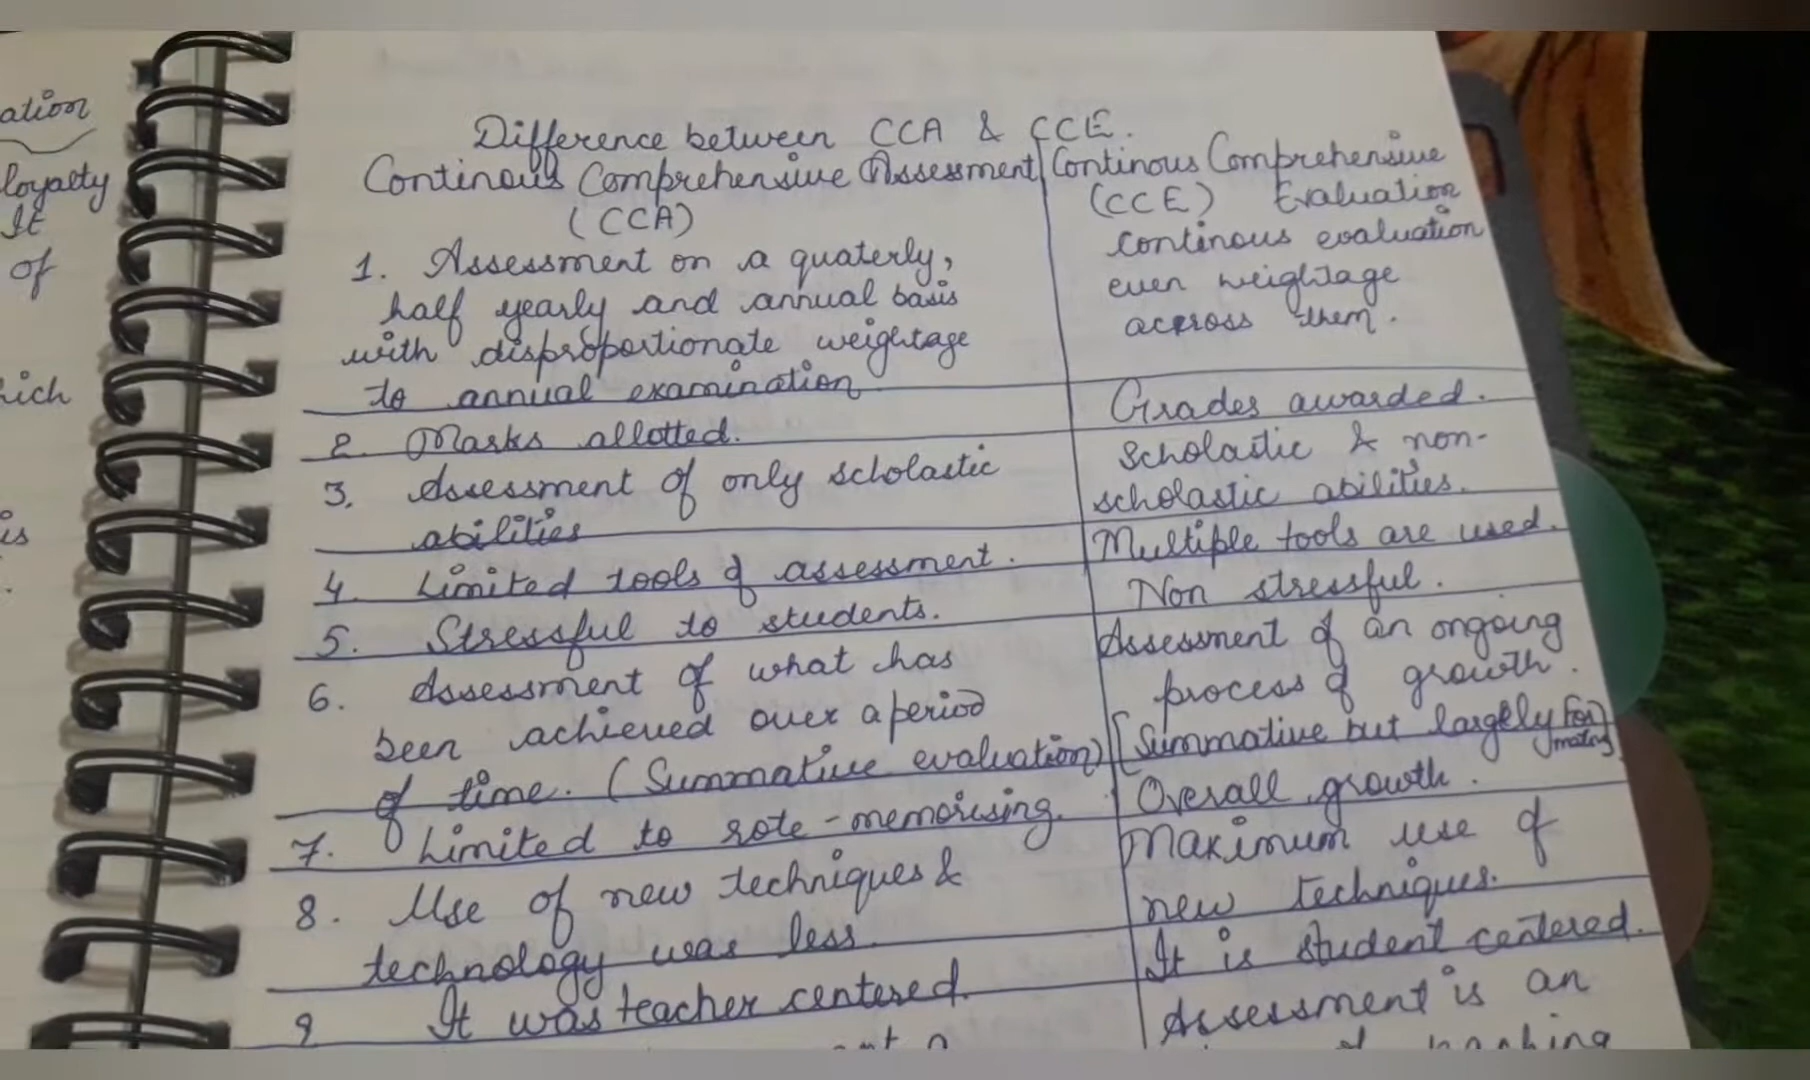 ation
loyalty
It
of
hich
is
Difference between CCA & CCE.
Continous Comprehensive Assessment
(CCA)
Continous Comprehensive
(CCE) Evaluation
1. Assessment on a quaterly,
half yearly and annual basis
with disproportionate weightage
to annual examination
continous evaluation
even weightage
across them.
2. Marks allotted.
Grades awarded.
3. Assessment of only scholastic
abilities
Scholastic & non-
scholastic abilities.
4. Limited tools of assessment.
Multiple tools are used.
5. Stressful to students.
Non stressful.
6. Assessment of what has
been achieved over a period
of time. (Summative evaluation)
Assessment of an ongoing
process of growth.
[Summative but largely
7. Limited to rote-memorising.
Overall growth.
8. Use of new techniques &
technology was less.
Maximum use of
new techniques.
9 It was teacher centered.
It is student centered.
Assessment is an